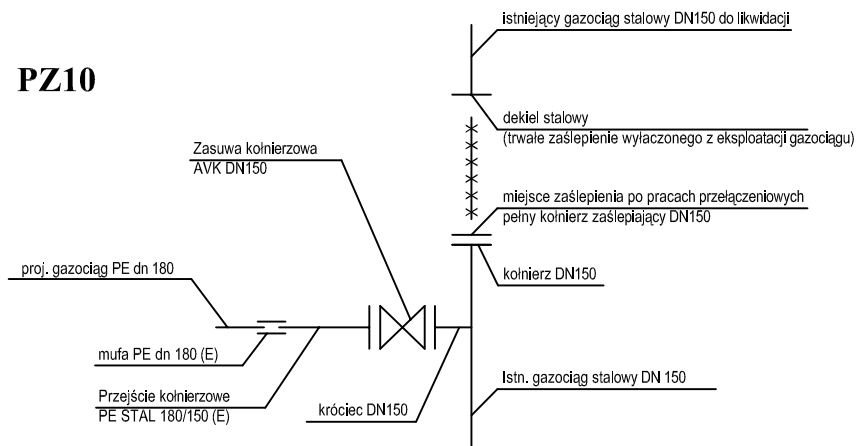 istniejący gazociąg stalowy DN150 do likwidacji
PZ10
dekiel stalowy
(trwałe zaślepienie wyłaczonego z eksploatacji gazociągu)
Zasuwa kołnierzowa
AVK DN150
miejsce zaślepienia po pracach przełączeniowych
pełny kołnierz zaślepiający DN150
proj. gazociąg PE dn 180
kołnierz DN150
mufa PE dn 180 (E)
Przejście kołnierzowe
PE STAL 180/150 (E)
króciec DN150
Istn. gazociąg stalowy DN 150